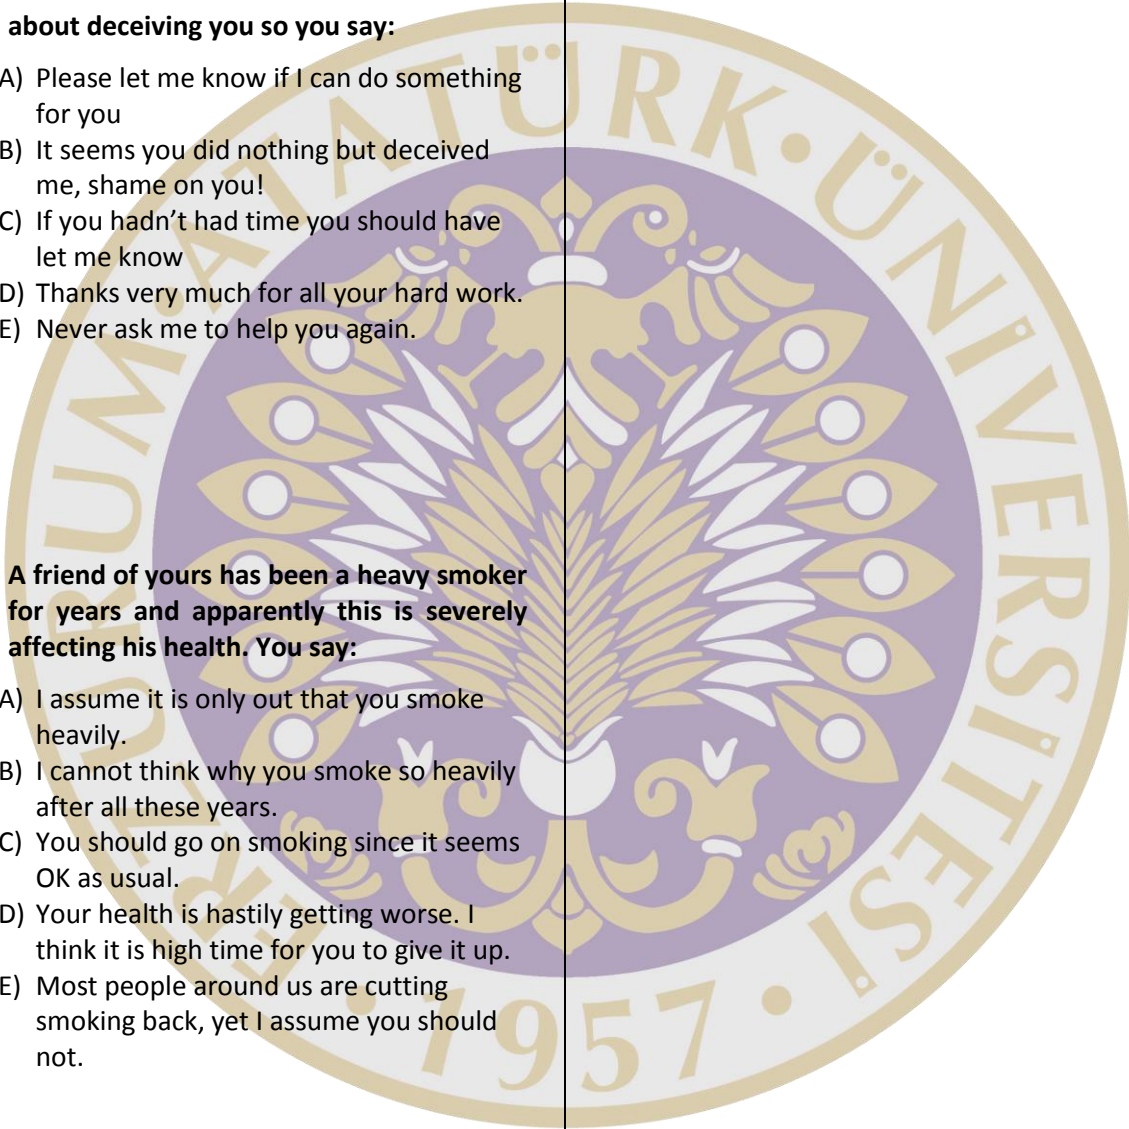 about deceiving you so you say:
A) Please let me know if I can do something
for you
B) It seems you did nothing but deceived
me, shame on you!
C) If you hadn’t had time you should have
let me know
D) Thanks very much for all your hard work.
E) Never ask me to help you again.
A friend of yours has been a heavy smoker
for years and apparently this is severely
affecting his health. You say:
A) I assume it is only out that you smoke
heavily.
B) I cannot think why you smoke so heavily
after all these years.
C) You should go on smoking since it seems
OK as usual.
D) Your health is hastily getting worse. I
think it is high time for you to give it up.
E) Most people around us are cutting
smoking back, yet I assume you should
not.
ERZURUM • ATATÜRK • ÜNİVERSİTESİ
• 1957 •